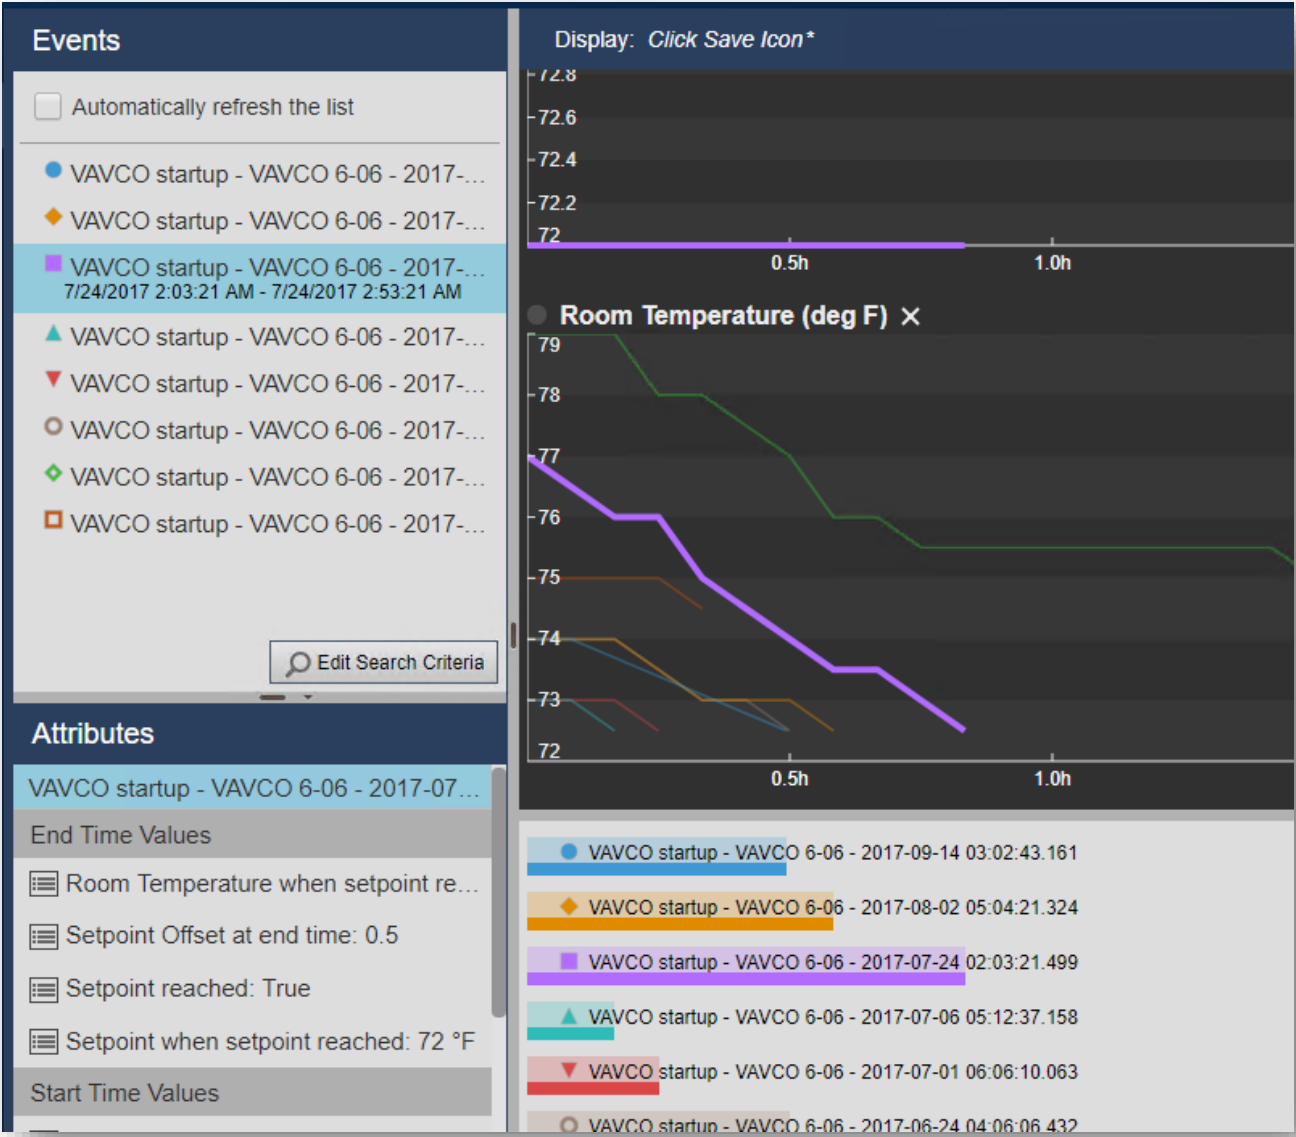 Events
Automatically refresh the list
VAVCO startup - VAVCO 6-06 - 2017-...
VAVCO startup - VAVCO 6-06 - 2017-...
VAVCO startup - VAVCO 6-06 - 2017-...
7/24/2017 2:03:21 AM - 7/24/2017 2:53:21 AM
VAVCO startup - VAVCO 6-06 - 2017-...
VAVCO startup - VAVCO 6-06 - 2017-...
VAVCO startup - VAVCO 6-06 - 2017-...
VAVCO startup - VAVCO 6-06 - 2017-...
VAVCO startup - VAVCO 6-06 - 2017-...
Edit Search Criteria
Attributes
VAVCO startup - VAVCO 6-06 - 2017-07...
End Time Values
Room Temperature when setpoint re...
Setpoint Offset at end time: 0.5
Setpoint reached: True
Setpoint when setpoint reached: 72 °F
Start Time Values
Display: Click Save Icon*
72.8
72.6
72.4
72.2
72
0.5h 1.0h
Room Temperature (deg F)
79
78
77
76
75
74
73
72
0.5h 1.0h
VAVCO startup - VAVCO 6-06 - 2017-09-14 03:02:43.161
VAVCO startup - VAVCO 6-06 - 2017-08-02 05:04:21.324
VAVCO startup - VAVCO 6-06 - 2017-07-24 02:03:21.499
VAVCO startup - VAVCO 6-06 - 2017-07-06 05:12:37.158
VAVCO startup - VAVCO 6-06 - 2017-07-01 06:06:10.063
VAVCO startup - VAVCO 6-06 - 2017-06-24 04:06:06.432